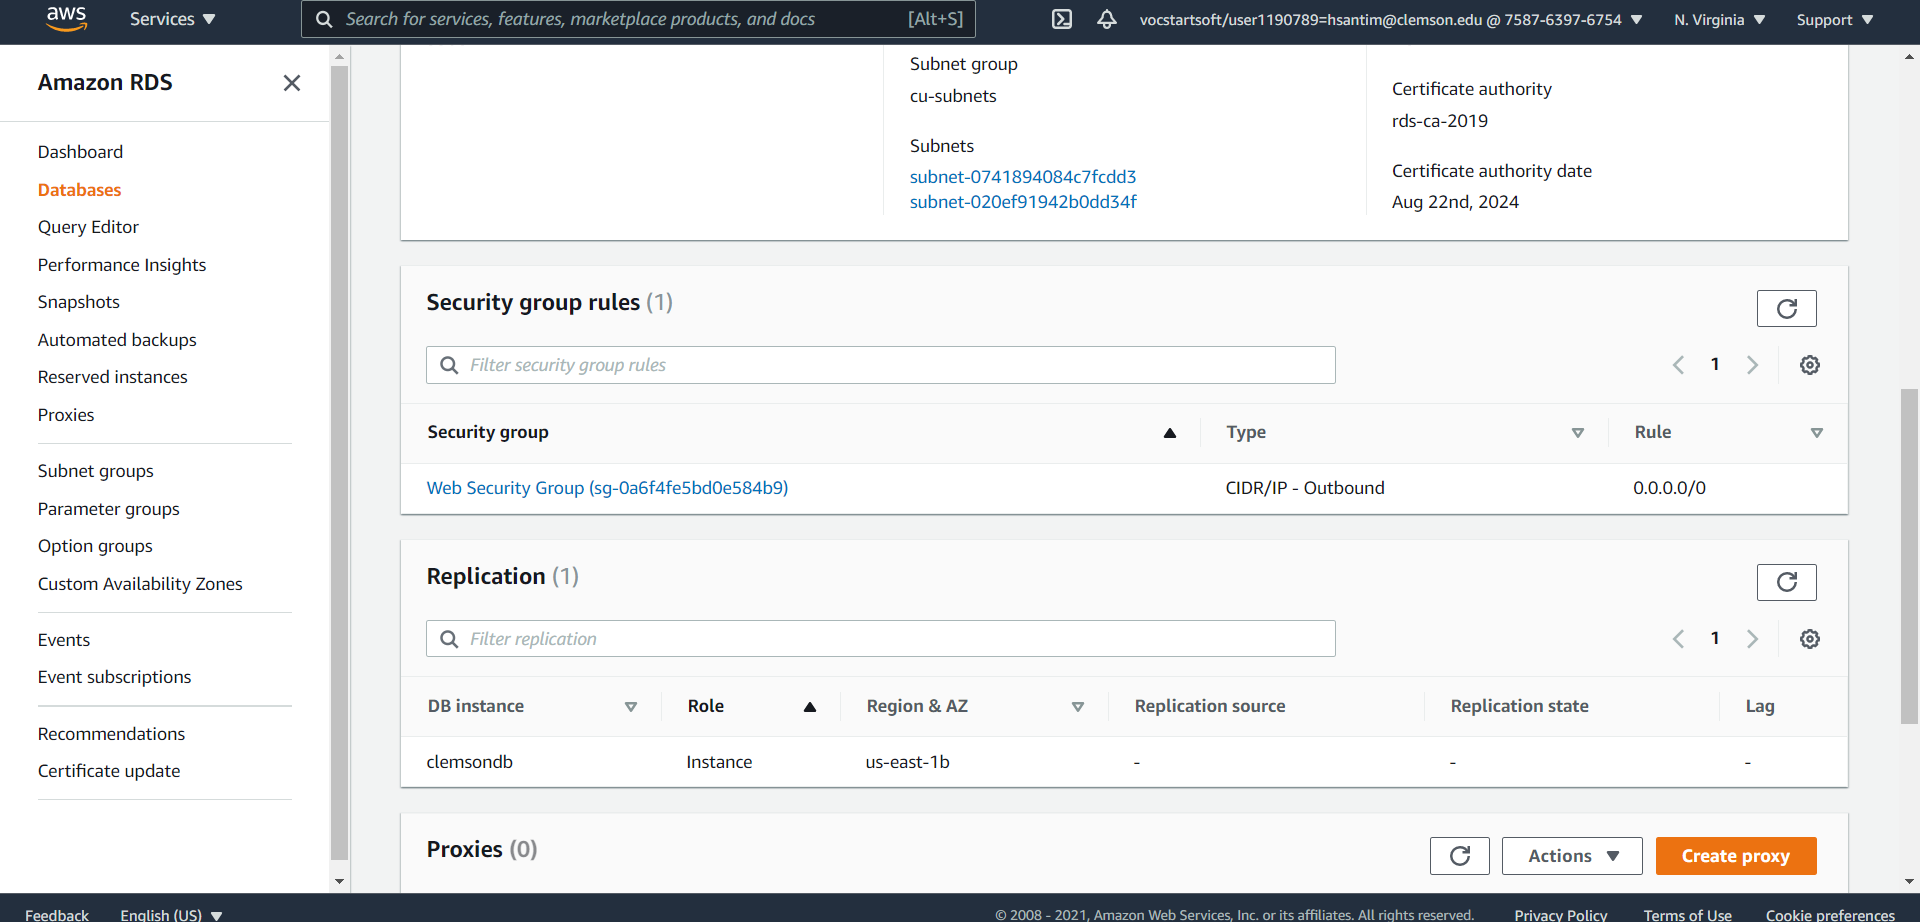 aws
Services
Search for services, features, marketplace products, and docs [Alt+S]
vocstartsoft/user1190789=hsantim@clemson.edu @ 7587-6397-6754
N. Virginia
Support
Amazon RDS
Dashboard
Databases
Query Editor
Performance Insights
Snapshots
Automated backups
Reserved instances
Proxies
Subnet groups
Parameter groups
Option groups
Custom Availability Zones
Events
Event subscriptions
Recommendations
Certificate update
Subnet group
cu-subnets
Subnets
subnet-0741894084c7fcdd3
subnet-020ef91942b0dd34f
Certificate authority
rds-ca-2019
Certificate authority date
Aug 22nd, 2024
Security group rules (1)
Filter security group rules
1
Security group Type Rule
Web Security Group (sg-0a6f4fe5bd0e584b9) CIDR/IP - Outbound 0.0.0.0/0
Replication (1)
Filter replication
1
DB instance Role Region & AZ Replication source Replication state Lag
clemsondb Instance us-east-1b - - -
Proxies (0)
Actions
Create proxy
Feedback English (US) © 2008 - 2021, Amazon Web Services, Inc. or its affiliates. All rights reserved. Privacy Policy Terms of Use Cookie preferences